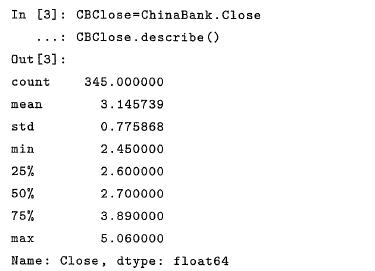 In [3]: CBClose=ChinaBank.Close
...: CBClose.describe()
Out[3]:
count 345.000000
mean 3.145739
std 0.775868
min 2.450000
25% 2.600000
50% 2.700000
75% 3.890000
max 5.060000
Name: Close, dtype: float64